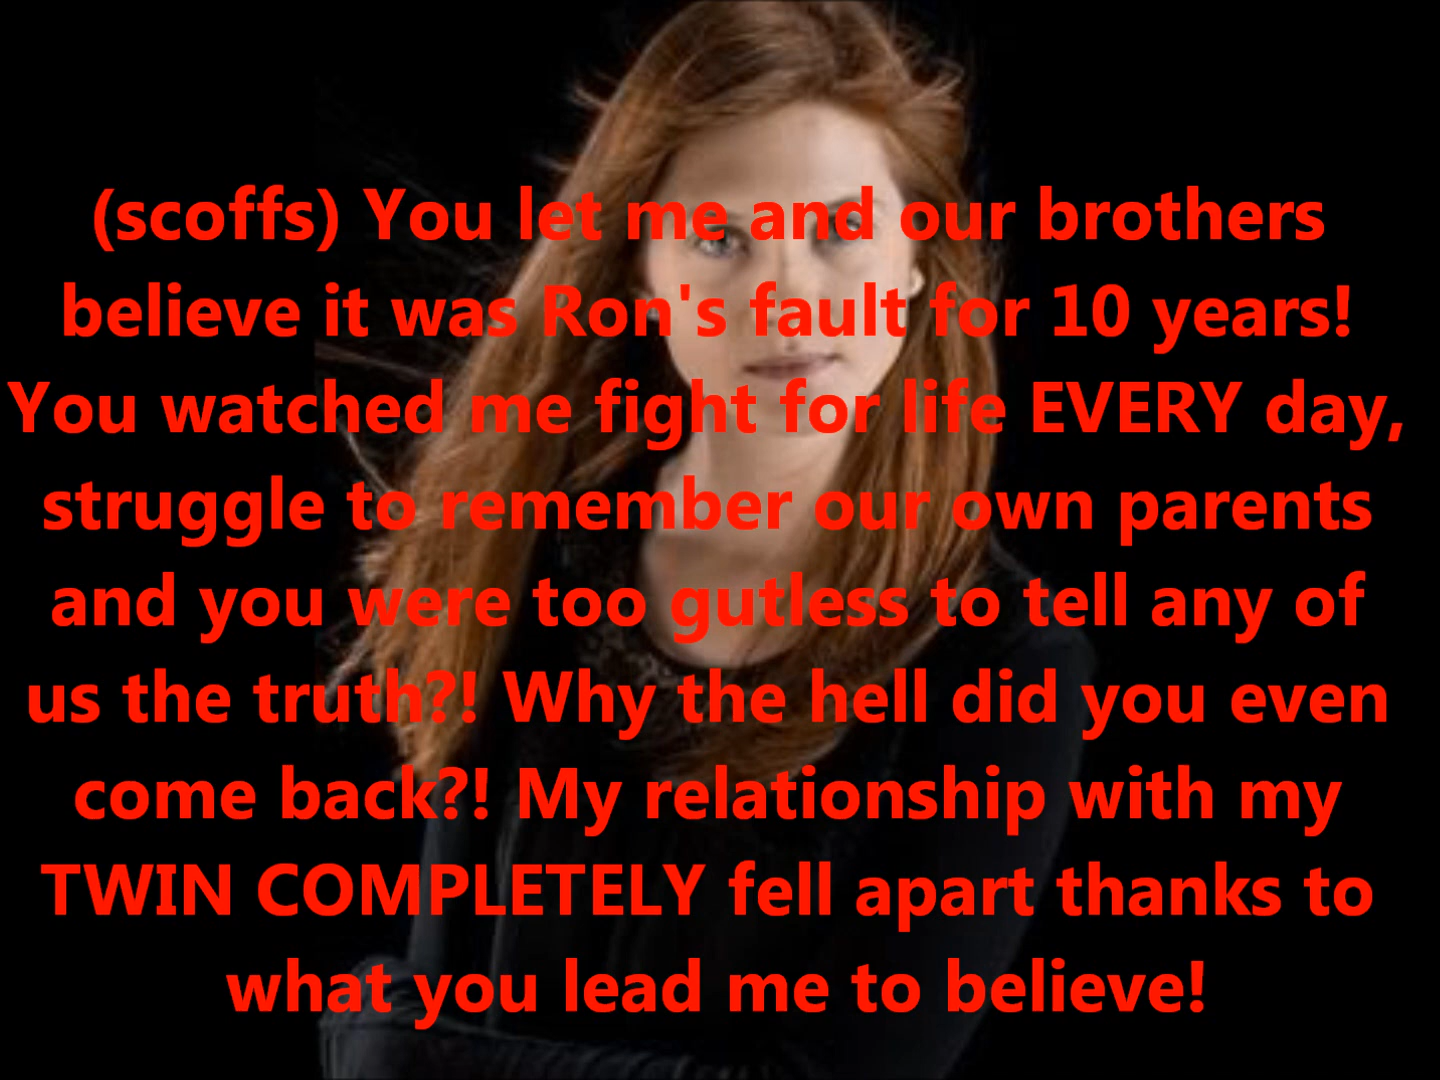 (scoffs) You let me and our brothers
believe it was Ron's fault for 10 years!
You watched me fight for life EVERY day,
struggle to remember our own parents
and you were too gutless to tell any of
us the truth?! Why the hell did you even
come back?! My relationship with my
TWIN COMPLETELY fell apart thanks to
what you lead me to believe!